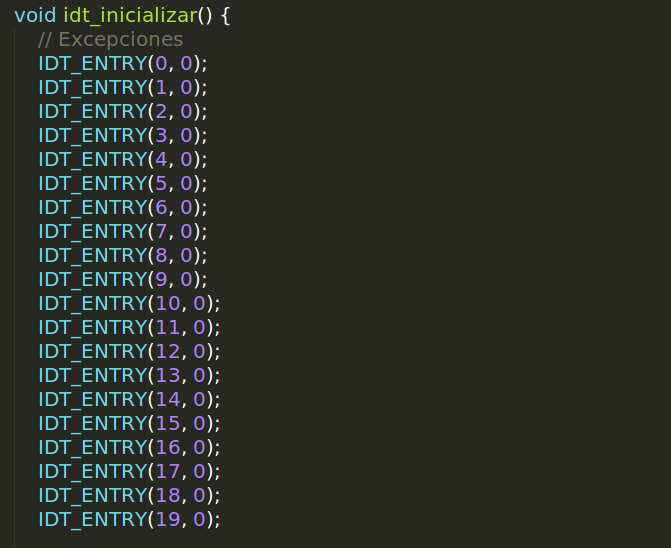 void idt_inicializar() {
// Excepciones
IDT_ENTRY(0, 0);
IDT_ENTRY(1, 0);
IDT_ENTRY(2, 0);
IDT_ENTRY(3, 0);
IDT_ENTRY(4, 0);
IDT_ENTRY(5, 0);
IDT_ENTRY(6, 0);
IDT_ENTRY(7, 0);
IDT_ENTRY(8, 0);
IDT_ENTRY(9, 0);
IDT_ENTRY(10, 0);
IDT_ENTRY(11, 0);
IDT_ENTRY(12, 0);
IDT_ENTRY(13, 0);
IDT_ENTRY(14, 0);
IDT_ENTRY(15, 0);
IDT_ENTRY(16, 0);
IDT_ENTRY(17, 0);
IDT_ENTRY(18, 0);
IDT_ENTRY(19, 0);